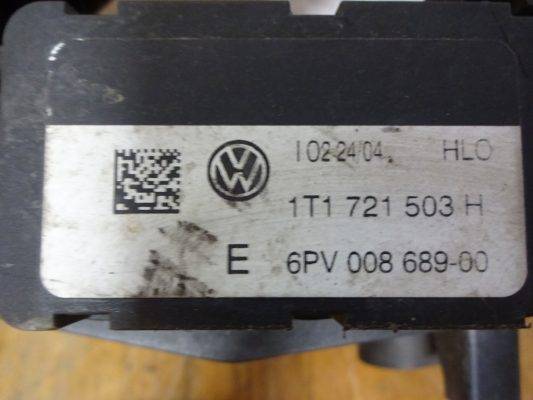 I 02 24/04 HLO
1T1 721 503 H
E 6PV 008 689-00